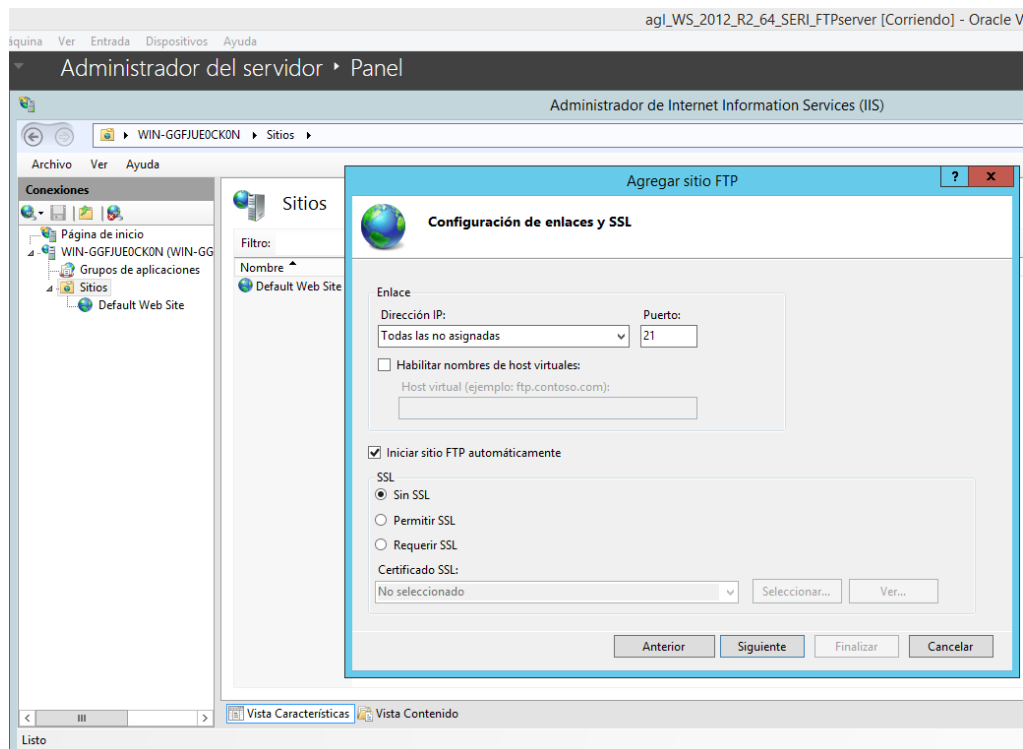 agl_WS_2012_R2_64_SERI_FTPserver [Corriendo] - Oracle V
áquina Ver Entrada Dispositivos Ayuda
Administrador del servidor ‣ Panel
Administrador de Internet Information Services (IIS)
WIN-GGFJUE0CK0N ‣ Sitios ‣
Archivo Ver Ayuda
Conexiones
Página de inicio
WIN-GGFJUE0CK0N (WIN-GG
Grupos de aplicaciones
Sitios
Default Web Site
Sitios
Filtro:
Nombre
Default Web Site
Agregar sitio FTP
? x
Configuración de enlaces y SSL
Enlace
Dirección IP: Puerto:
Todas las no asignadas 21
Habilitar nombres de host virtuales:
Host virtual (ejemplo: ftp.contoso.com):
Iniciar sitio FTP automáticamente
SSL
Sin SSL
Permitir SSL
Requerir SSL
Certificado SSL:
No seleccionado Seleccionar... Ver...
Anterior Siguiente Finalizar Cancelar
Vista Características Vista Contenido
Listo